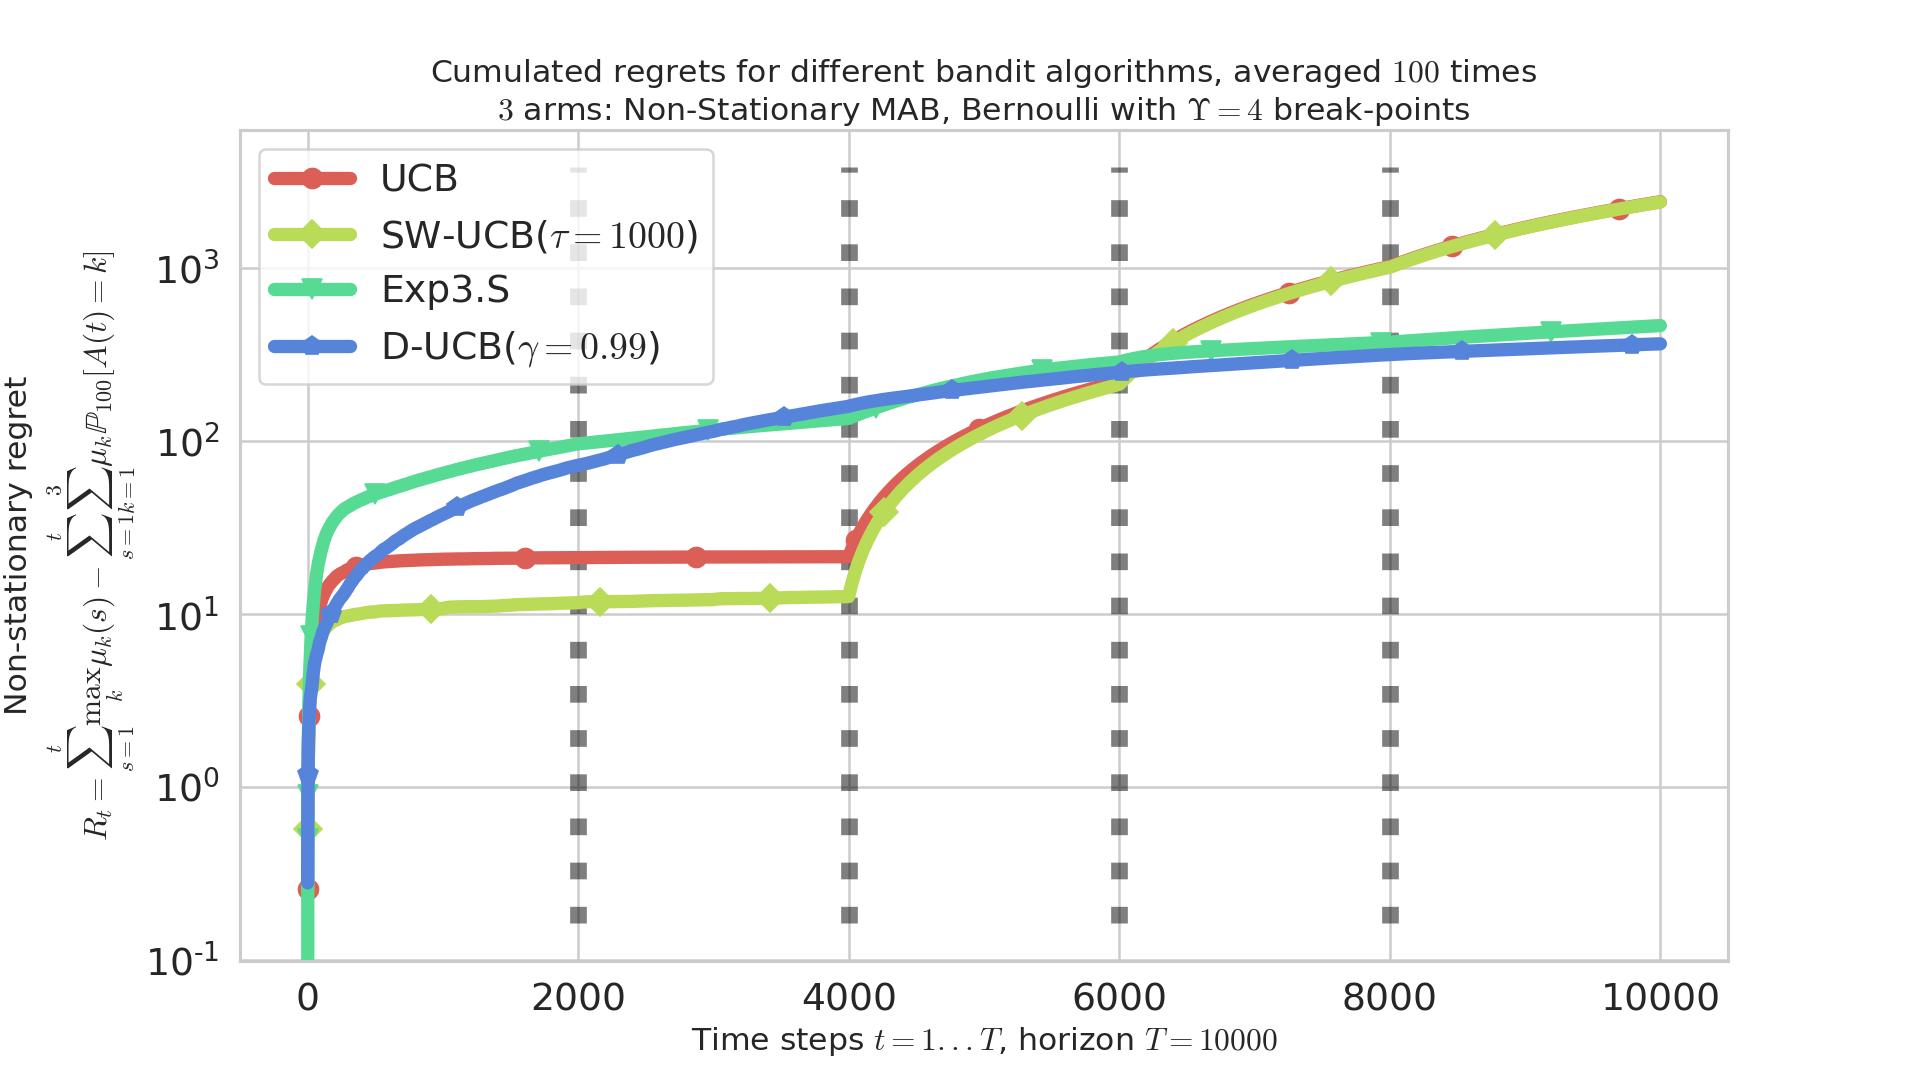 Cumulated regrets for different bandit algorithms, averaged 100 times
3 arms: Non-Stationary MAB, Bernoulli with ϒ = 4 break-points
UCB
SW-UCB(τ = 1000)
Exp3.S
D-UCB(γ = 0.99)
Non-stationary regret
R_t = ∑_{s=1}^{t} max_k μ_k(s) − ∑_{s=1}^{t} ∑_{k=1}^{3} μ_k ℙ_{100}[A(t) = k]
10³
10²
10¹
10⁰
10⁻¹
0 2000 4000 6000 8000 10000
Time steps t = 1…T, horizon T = 10000